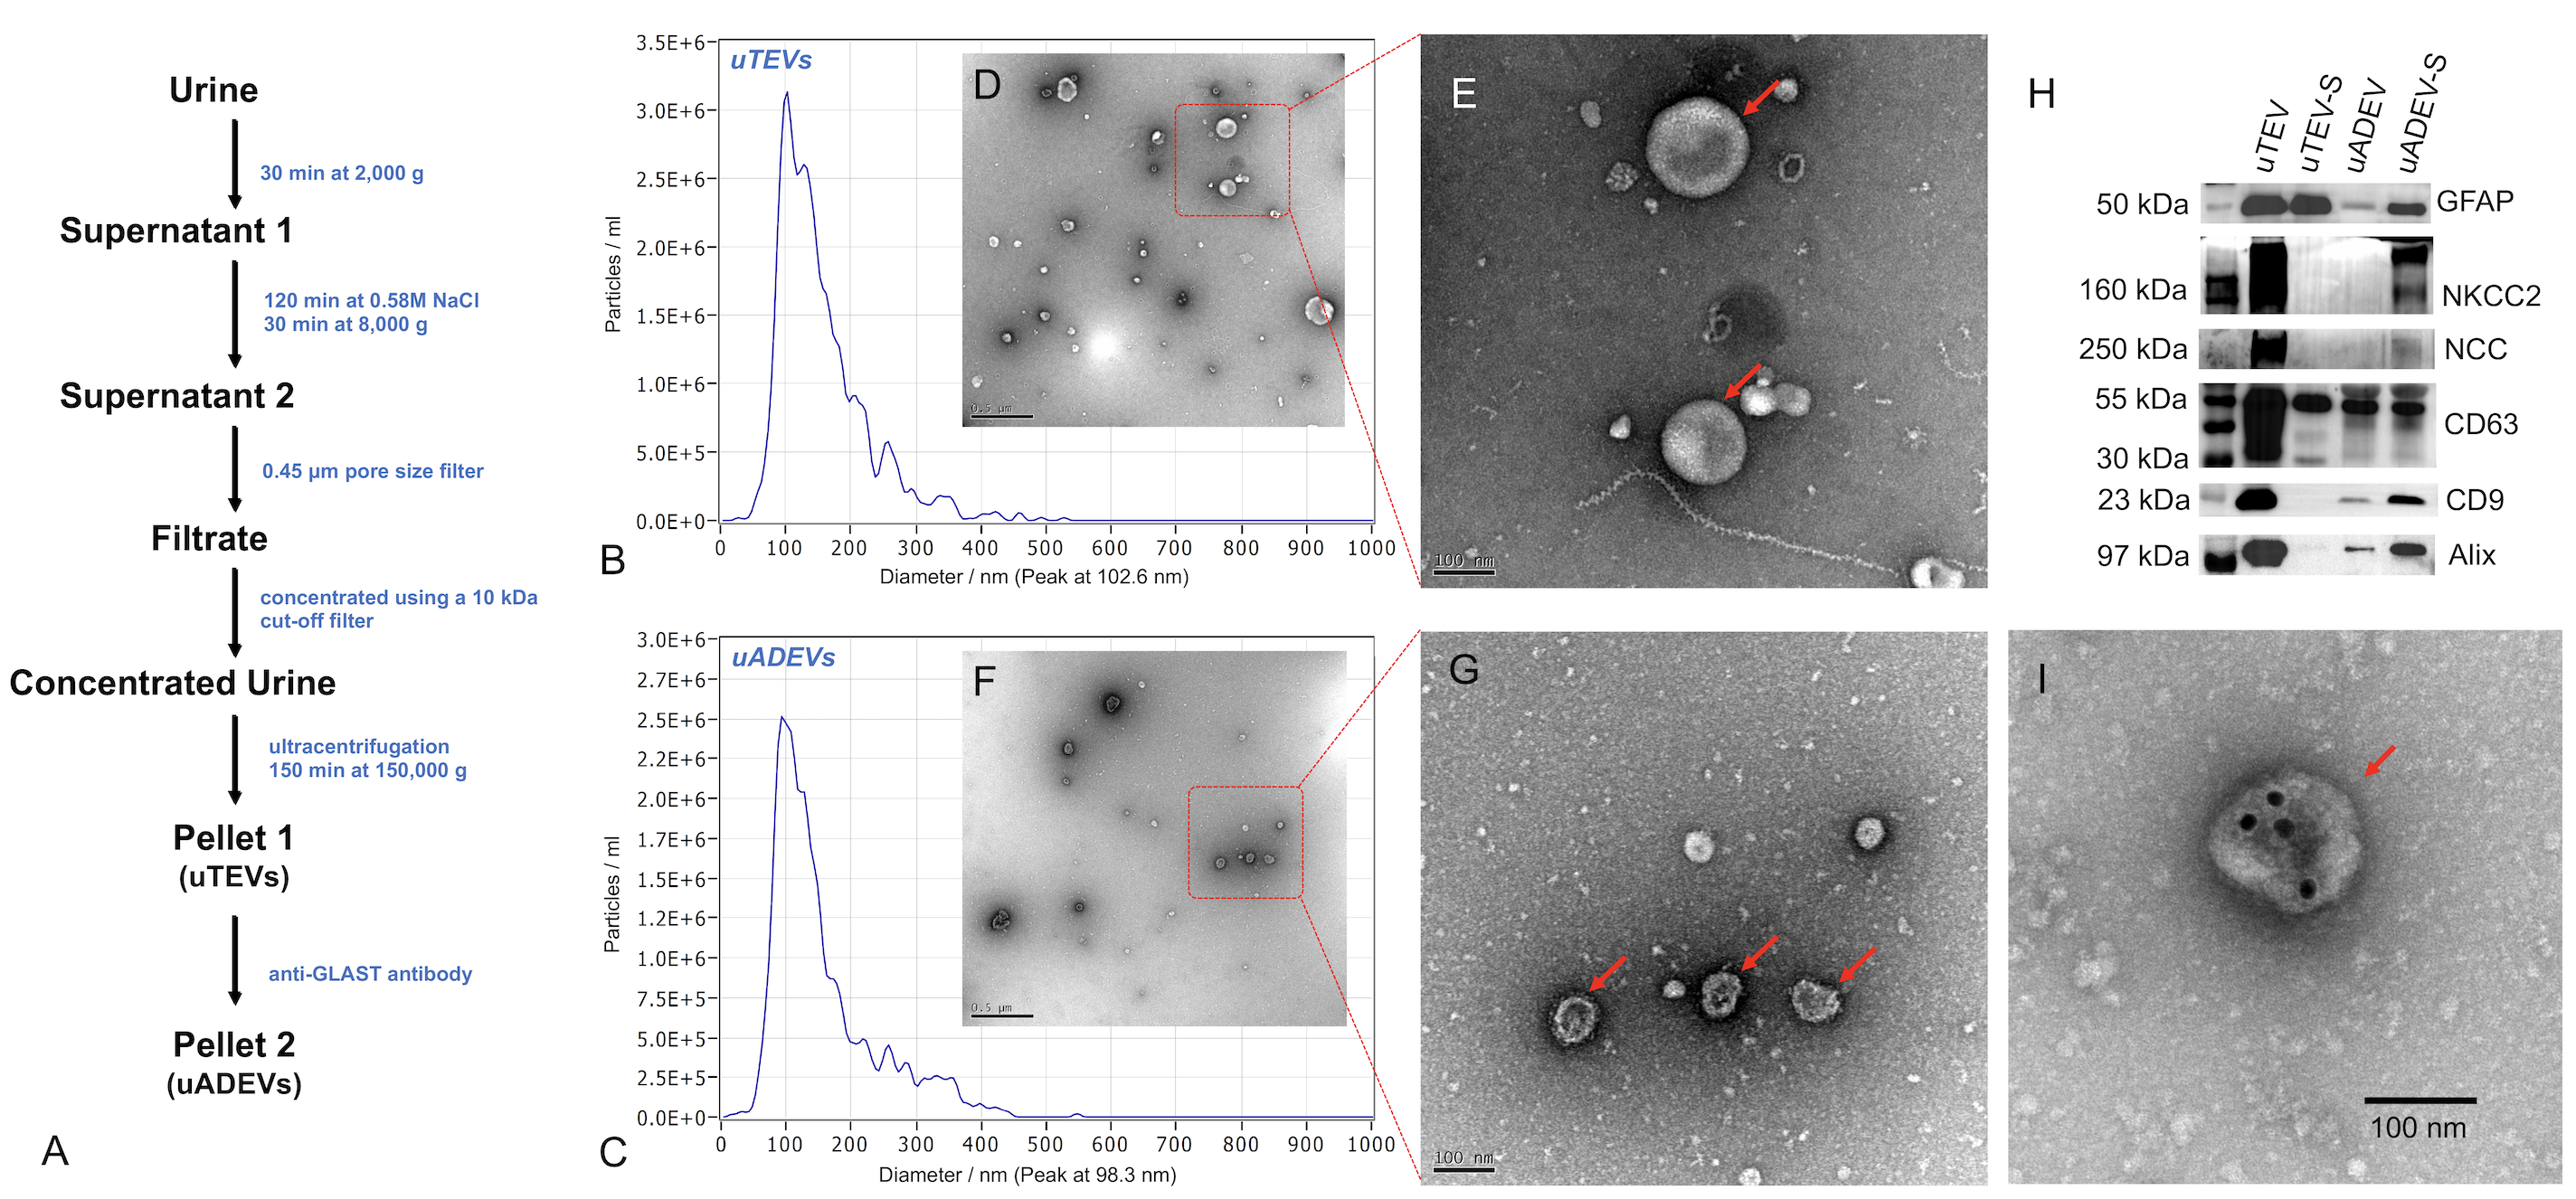 Urine
30 min at 2,000 g
Supernatant 1
120 min at 0.58M NaCl
30 min at 8,000 g
Supernatant 2
0.45 µm pore size filter
Filtrate
concentrated using a 10 kDa
cut-off filter
Concentrated Urine
ultracentrifugation
150 min at 150,000 g
Pellet 1
(uTEVs)
anti-GLAST antibody
Pellet 2
(uADEVs)
A
uTEVs
Particles / ml
3.5E+6
3.0E+6
2.5E+6
2.0E+6
1.5E+6
1.0E+6
5.0E+5
0.0E+0
0 100 200 300 400 500 600 700 800 900 1000
Diameter / nm (Peak at 102.6 nm)
B
D
0.5 µm
E
100 nm
uADEVs
Particles / ml
3.0E+6
2.7E+6
2.5E+6
2.2E+6
2.0E+6
1.7E+6
1.5E+6
1.2E+6
1.0E+6
7.5E+5
5.0E+5
2.5E+5
0.0E+0
0 100 200 300 400 500 600 700 800 900 1000
Diameter / nm (Peak at 98.3 nm)
C
F
0.5 µm
G
100 nm
H
uTEV
uTEV-S
uADEV
uADEV-S
50 kDa GFAP
160 kDa NKCC2
250 kDa NCC
55 kDa
CD63
30 kDa
23 kDa CD9
97 kDa Alix
I
100 nm